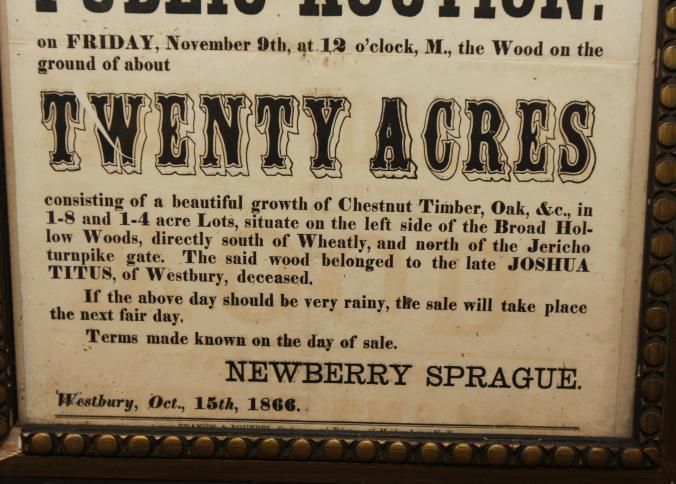 PUBLIC AUCTION.
on FRIDAY, November 9th, at 12 o'clock, M., the Wood on the
ground of about
TWENTY ACRES
consisting of a beautiful growth of Chestnut Timber, Oak, &c., in
1-8 and 1-4 acre Lots, situate on the left side of the Broad Hol-
low Woods, directly south of Wheatly, and north of the Jericho
turnpike gate. The said wood belonged to the late JOSHUA
TITUS, of Westbury, deceased.
If the above day should be very rainy, the sale will take place
the next fair day.
Terms made known on the day of sale.
NEWBERRY SPRAGUE.
Westbury, Oct., 15th, 1866.